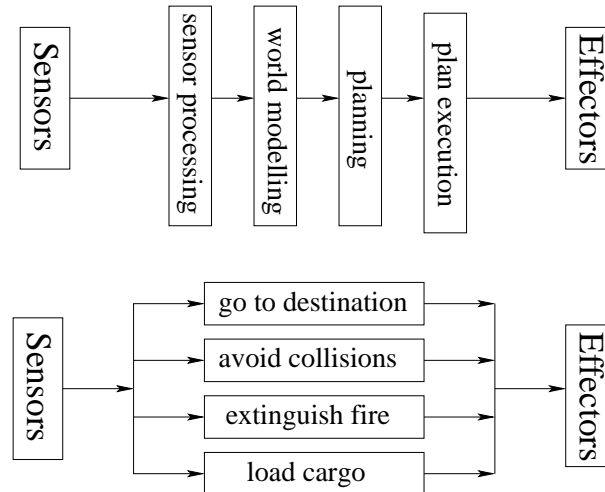 Sensors
sensor processing
world modelling
planning
plan execution
Effectors
Sensors
go to destination
avoid collisions
extinguish fire
load cargo
Effectors